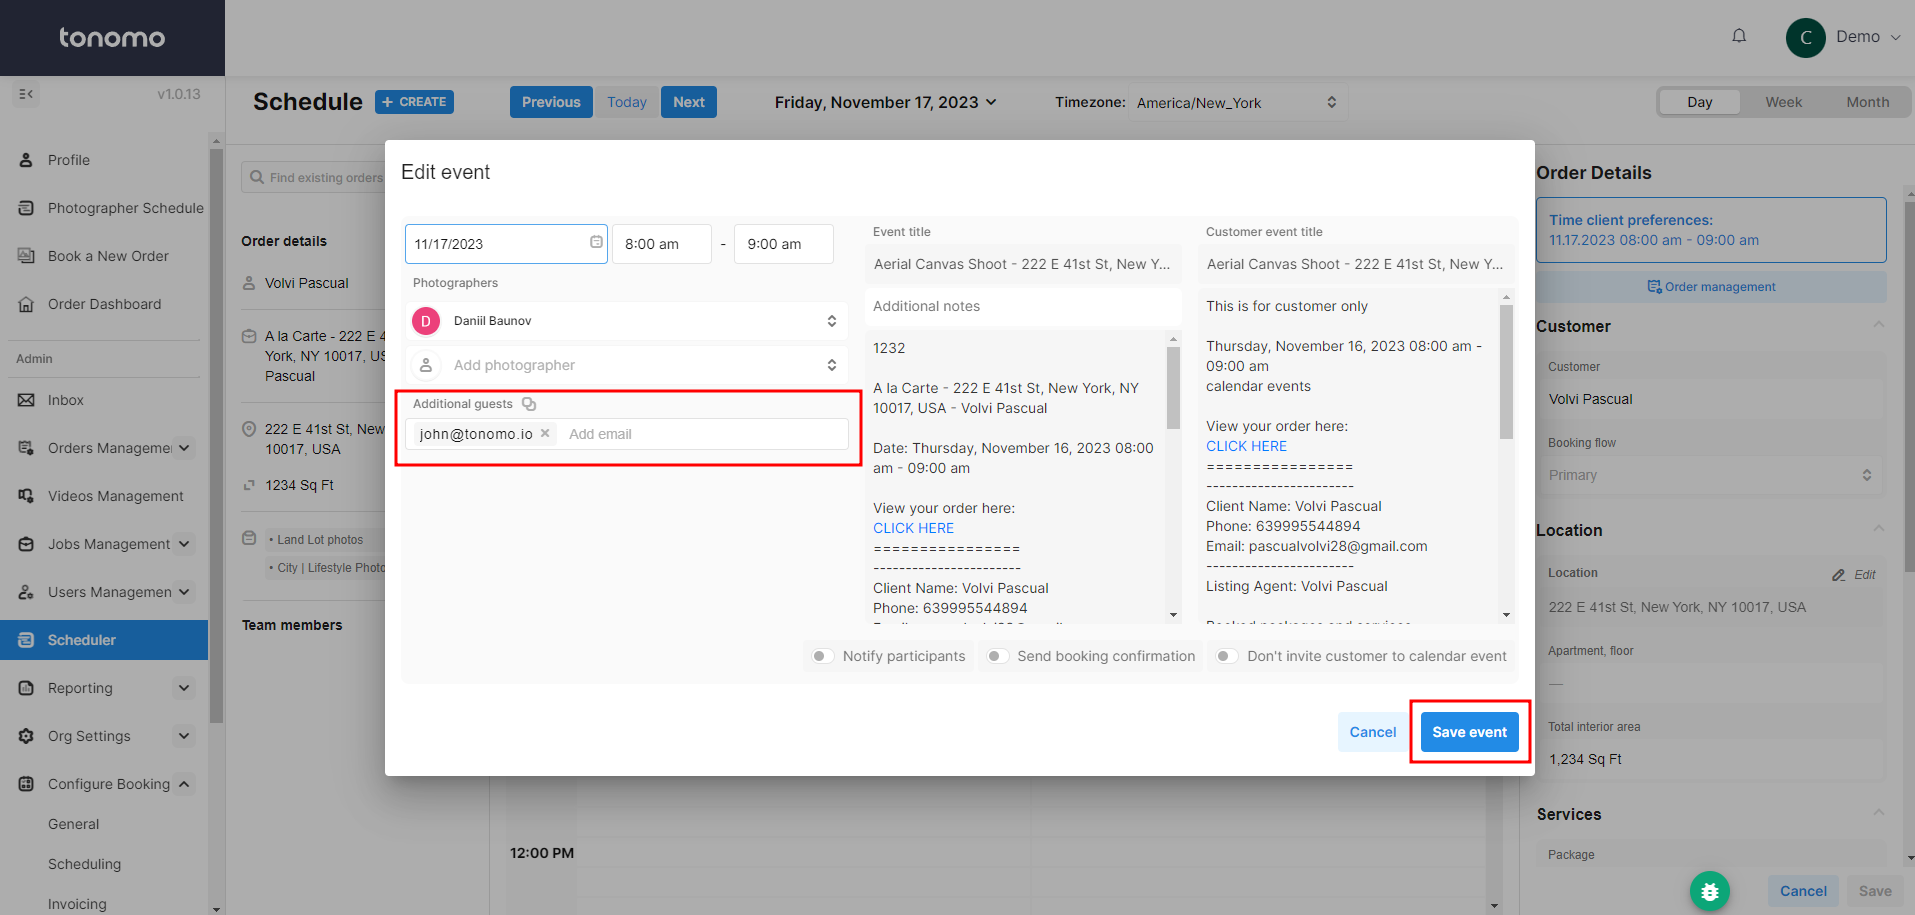 tonomo
C
Demo
v1.0.13
Schedule
+ CREATE
Previous
Today
Next
Friday, November 17, 2023
Timezone:
America/New_York
Day
Week
Month
Profile
Photographer Schedule
Book a New Order
Order Dashboard
Admin
Inbox
Orders Managemer
Videos Management
Jobs Management
Users Managemen
Scheduler
Reporting
Org Settings
Configure Booking
General
Scheduling
Invoicing
Find existing orders
Order details
Volvi Pascual
A la Carte - 222 E 4
York, NY 10017, US
Pascual
222 E 41st St, New
10017, USA
1234 Sq Ft
• Land Lot photos
• City | Lifestyle Photo
Team members
Edit event
11/17/2023
8:00 am
-
9:00 am
Photographers
D
Daniil Baunov
Add photographer
Additional guests
john@tonomo.io ×
Add email
Event title
Aerial Canvas Shoot - 222 E 41st St, New Y...
Additional notes
1232
A la Carte - 222 E 41st St, New York, NY
10017, USA - Volvi Pascual
Date: Thursday, November 16, 2023 08:00
am - 09:00 am
View your order here:
CLICK HERE
================
-----------------------
Client Name: Volvi Pascual
Phone: 639995544894
Customer event title
Aerial Canvas Shoot - 222 E 41st St, New Y...
This is for customer only
Thursday, November 16, 2023 08:00 am -
09:00 am
calendar events
View your order here:
CLICK HERE
================
-----------------------
Client Name: Volvi Pascual
Phone: 639995544894
Email: pascualvolvi28@gmail.com
-----------------------
Listing Agent: Volvi Pascual
Notify participants
Send booking confirmation
Don't invite customer to calendar event
Cancel
Save event
12:00 PM
Order Details
Time client preferences:
11.17.2023 08:00 am - 09:00 am
Order management
Customer
Customer
Volvi Pascual
Booking flow
Primary
Location
Location
Edit
222 E 41st St, New York, NY 10017, USA
Apartment, floor
—
Total interior area
1,234 Sq Ft
Services
Package
Cancel
Save